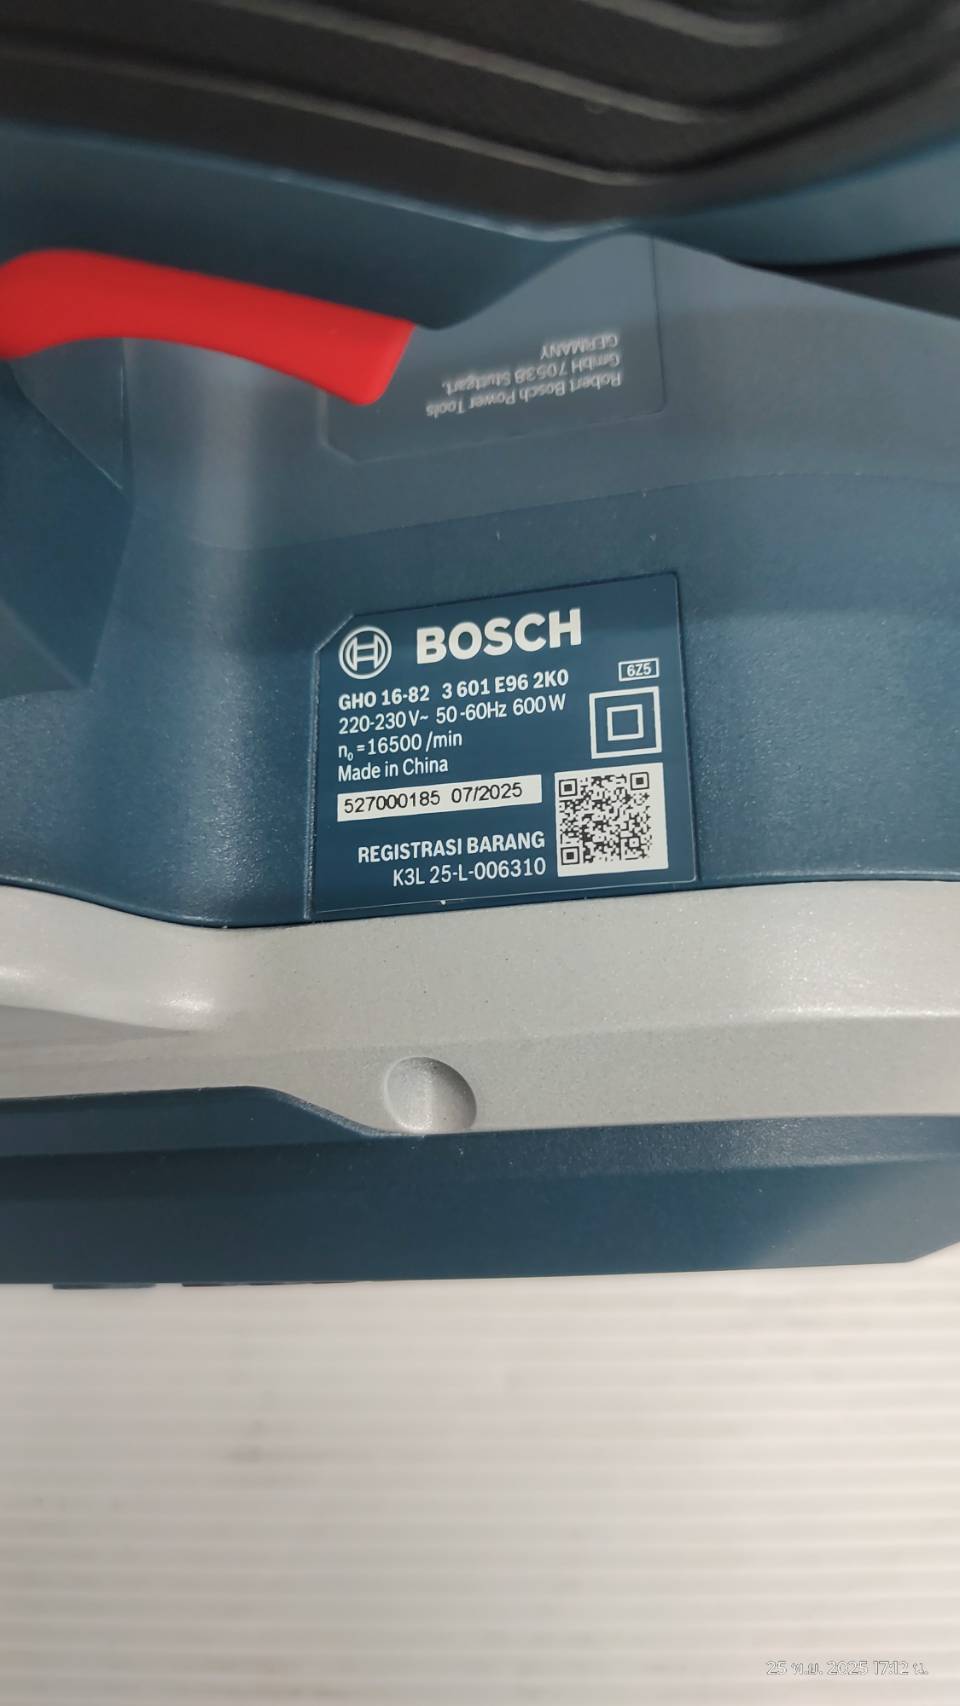 Robert Bosch Power Tools
GmbH 70538 Stuttgart,
GERMANY
BOSCH
GHO 16-82 3 601 E96 2K0
6Z5
220-230 V~ 50-60Hz 600 W
n₀ =16500 /min
Made in China
527000185 07/2025
REGISTRASI BARANG
K3L 25-L-006310
25 พ.ย. 2025 17:12 น.